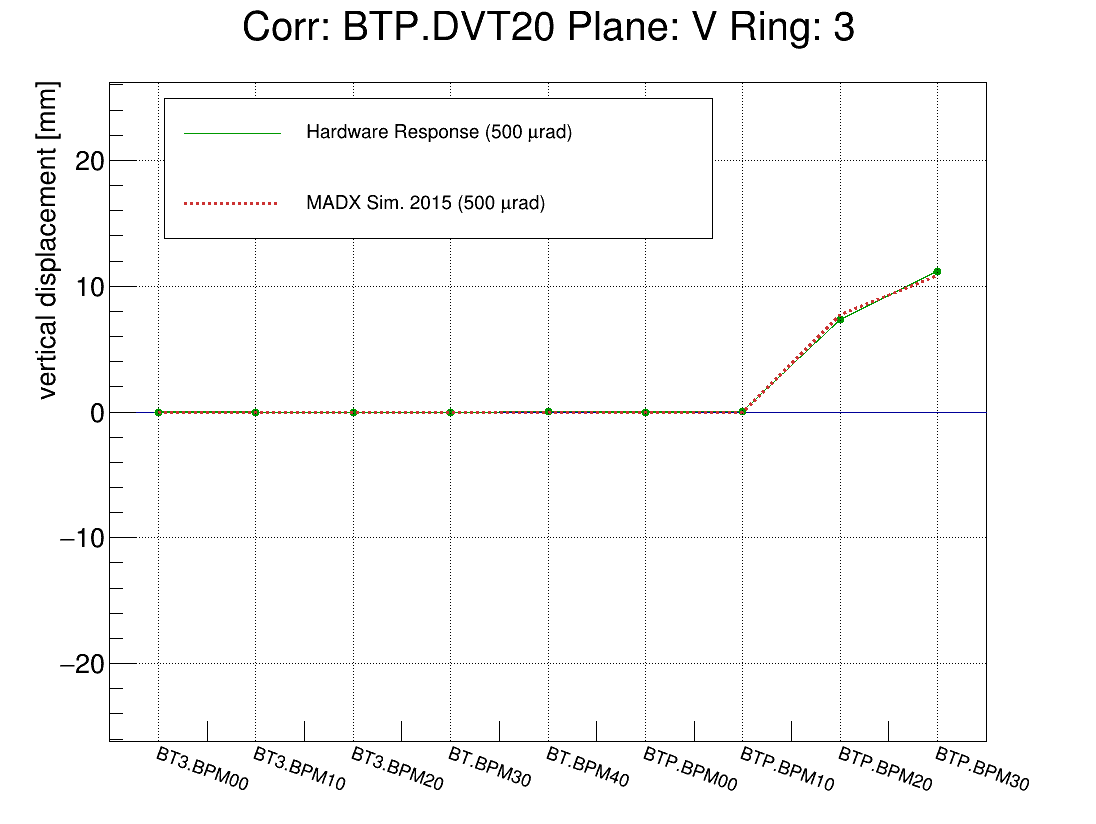 Corr: BTP.DVT20 Plane: V Ring: 3
vertical displacement [mm]
Hardware Response (500 μrad)
MADX Sim. 2015 (500 μrad)
20
10
0
−10
−20
BT3.BPM00
BT3.BPM10
BT3.BPM20
BT.BPM30
BT.BPM40
BTP.BPM00
BTP.BPM10
BTP.BPM20
BTP.BPM30